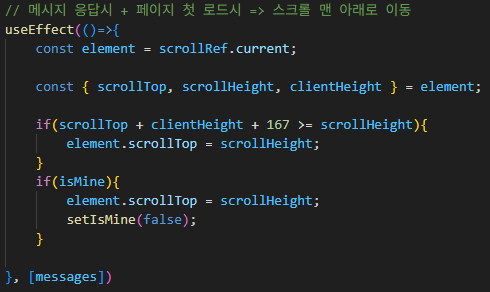 // 메시지 응답시 + 페이지 첫 로드시 => 스크롤 맨 아래로 이동
useEffect(()=>{
    const element = scrollRef.current;

    const { scrollTop, scrollHeight, clientHeight } = element;

    if(scrollTop + clientHeight + 167 >= scrollHeight){
        element.scrollTop = scrollHeight;
    }
    if(isMine){
        element.scrollTop = scrollHeight;
        setIsMine(false);
    }

}, [messages])